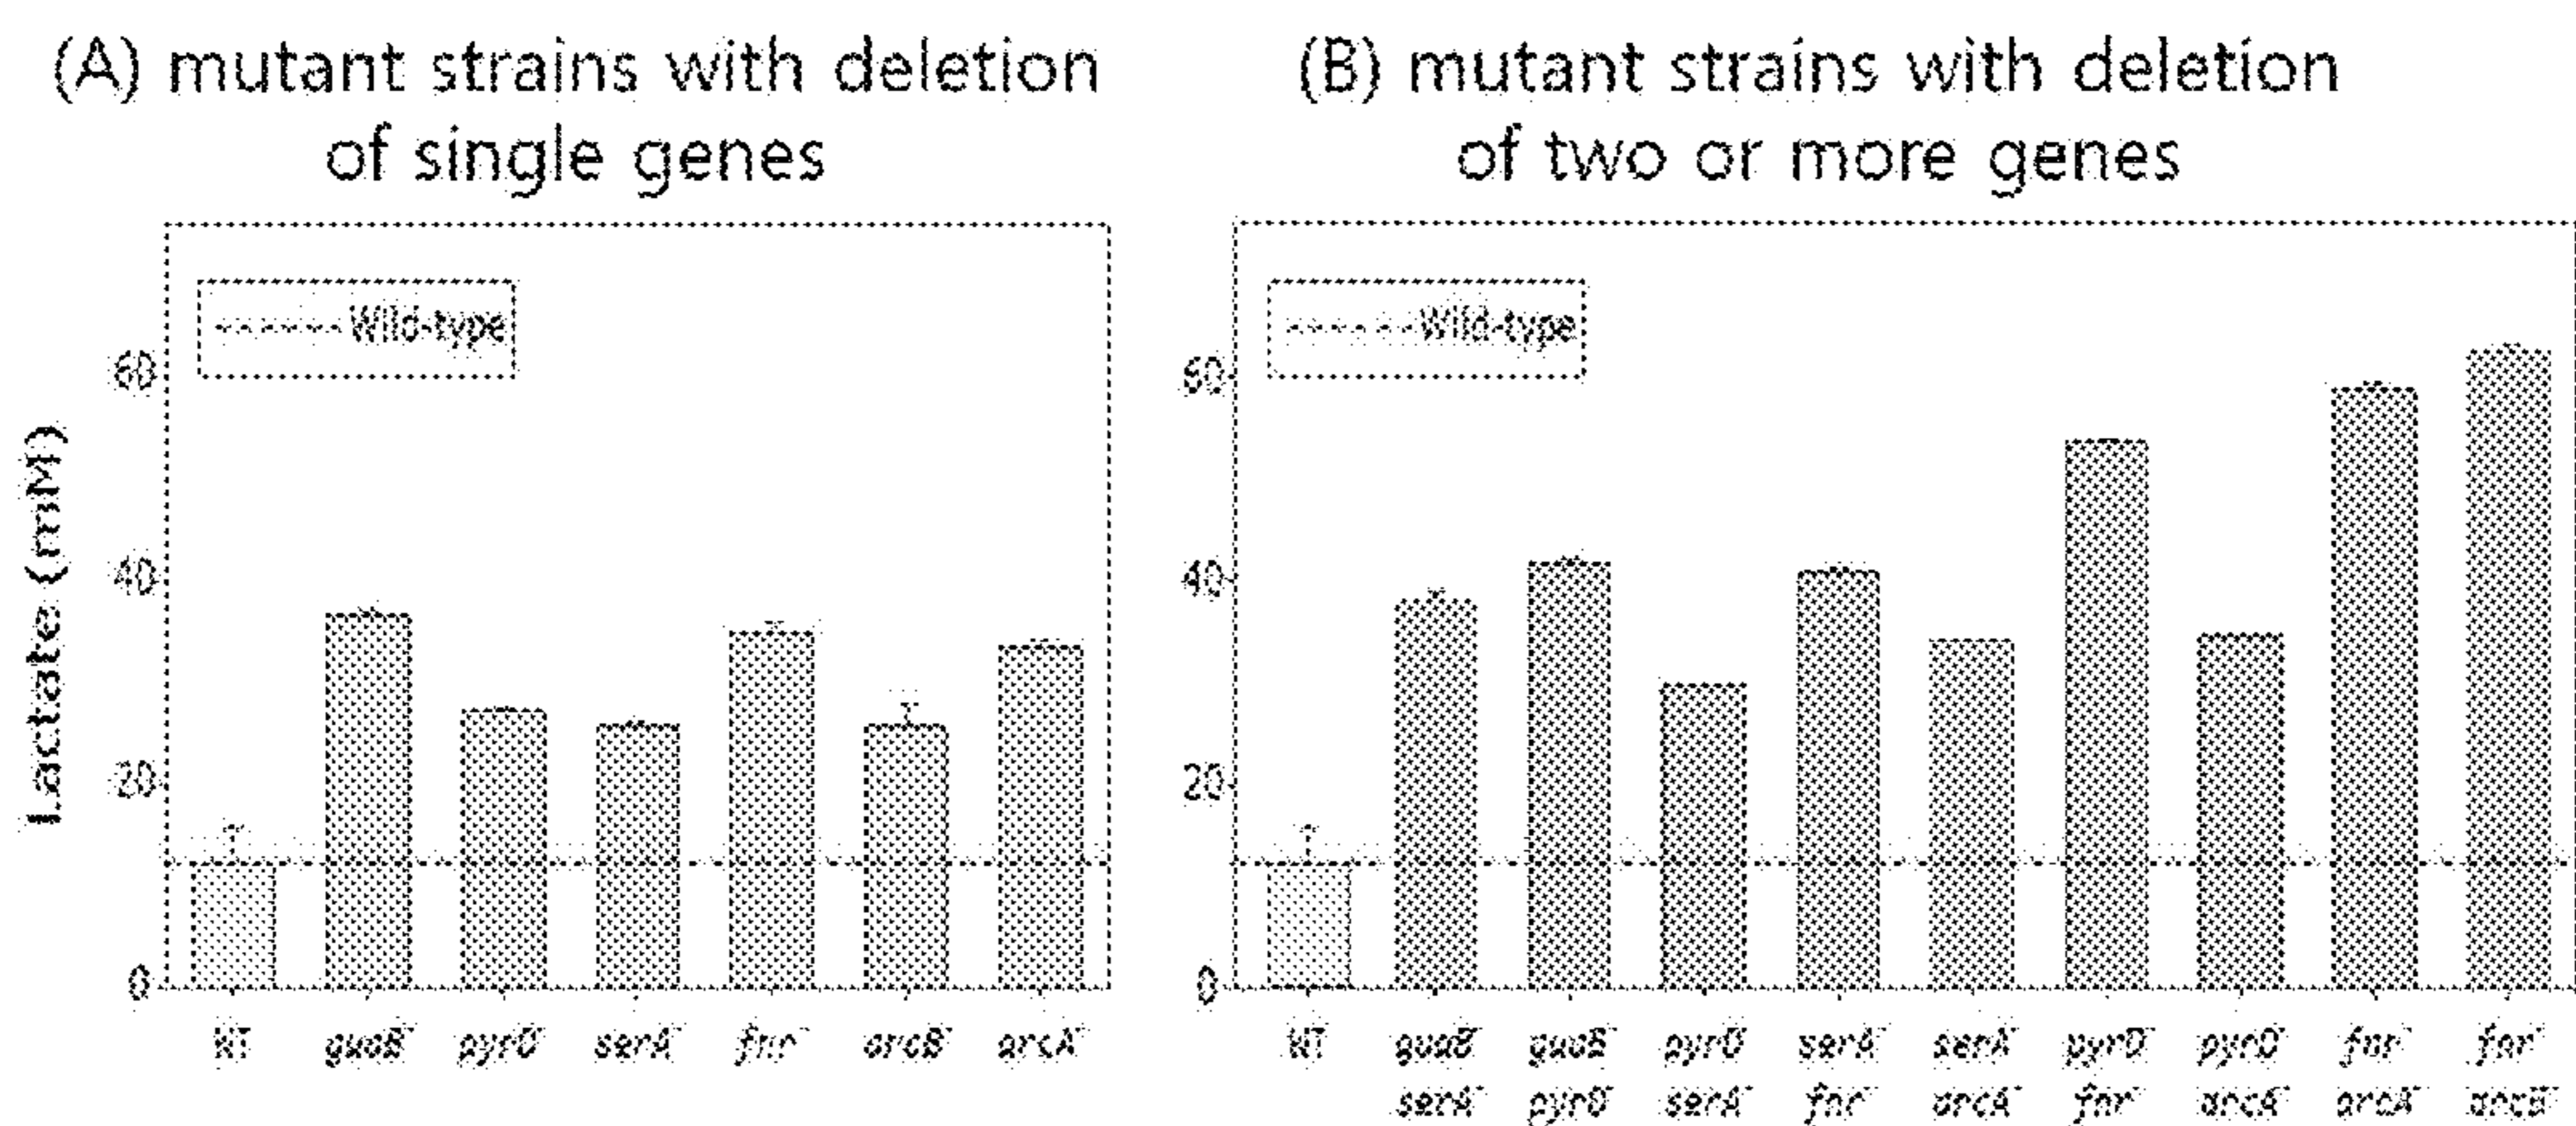 (A) mutant strains with deletion
of single genes
Wild-type
60
40
20
0
Lactate (mM)
WT guaB⁻ pyrD⁻ serA⁻ fnr⁻ arcB⁻ arcA⁻
(B) mutant strains with deletion
of two or more genes
Wild-type
60
40
20
0
WT guaB⁻ guaB⁻ pyrD⁻ serA⁻ serA⁻ pyrD⁻ pyrD⁻ fnr⁻ fnr⁻
serA⁻ pyrD⁻ serA⁻ fnr⁻ arcA⁻ fnr⁻ arcA⁻ arcA⁻ arcB⁻